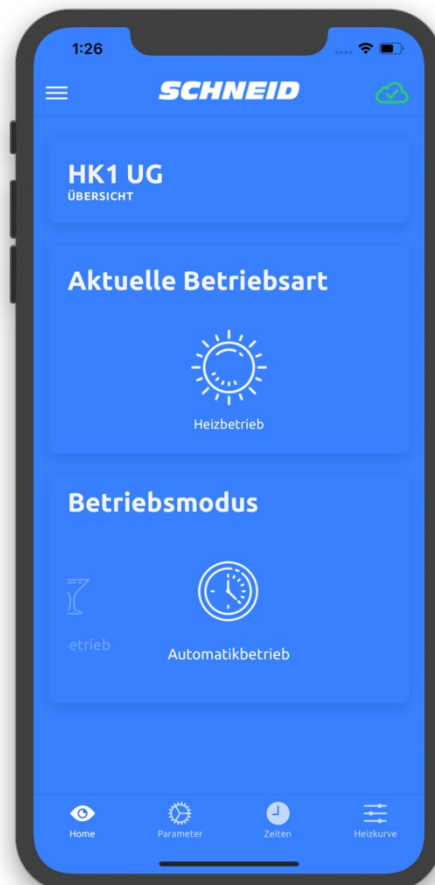 1:26
SCHNEID
HK1 UG
ÜBERSICHT
Aktuelle Betriebsart
Heizbetrieb
Betriebsmodus
etrieb
Automatikbetrieb
Home
Parameter
Zeiten
Heizkurve